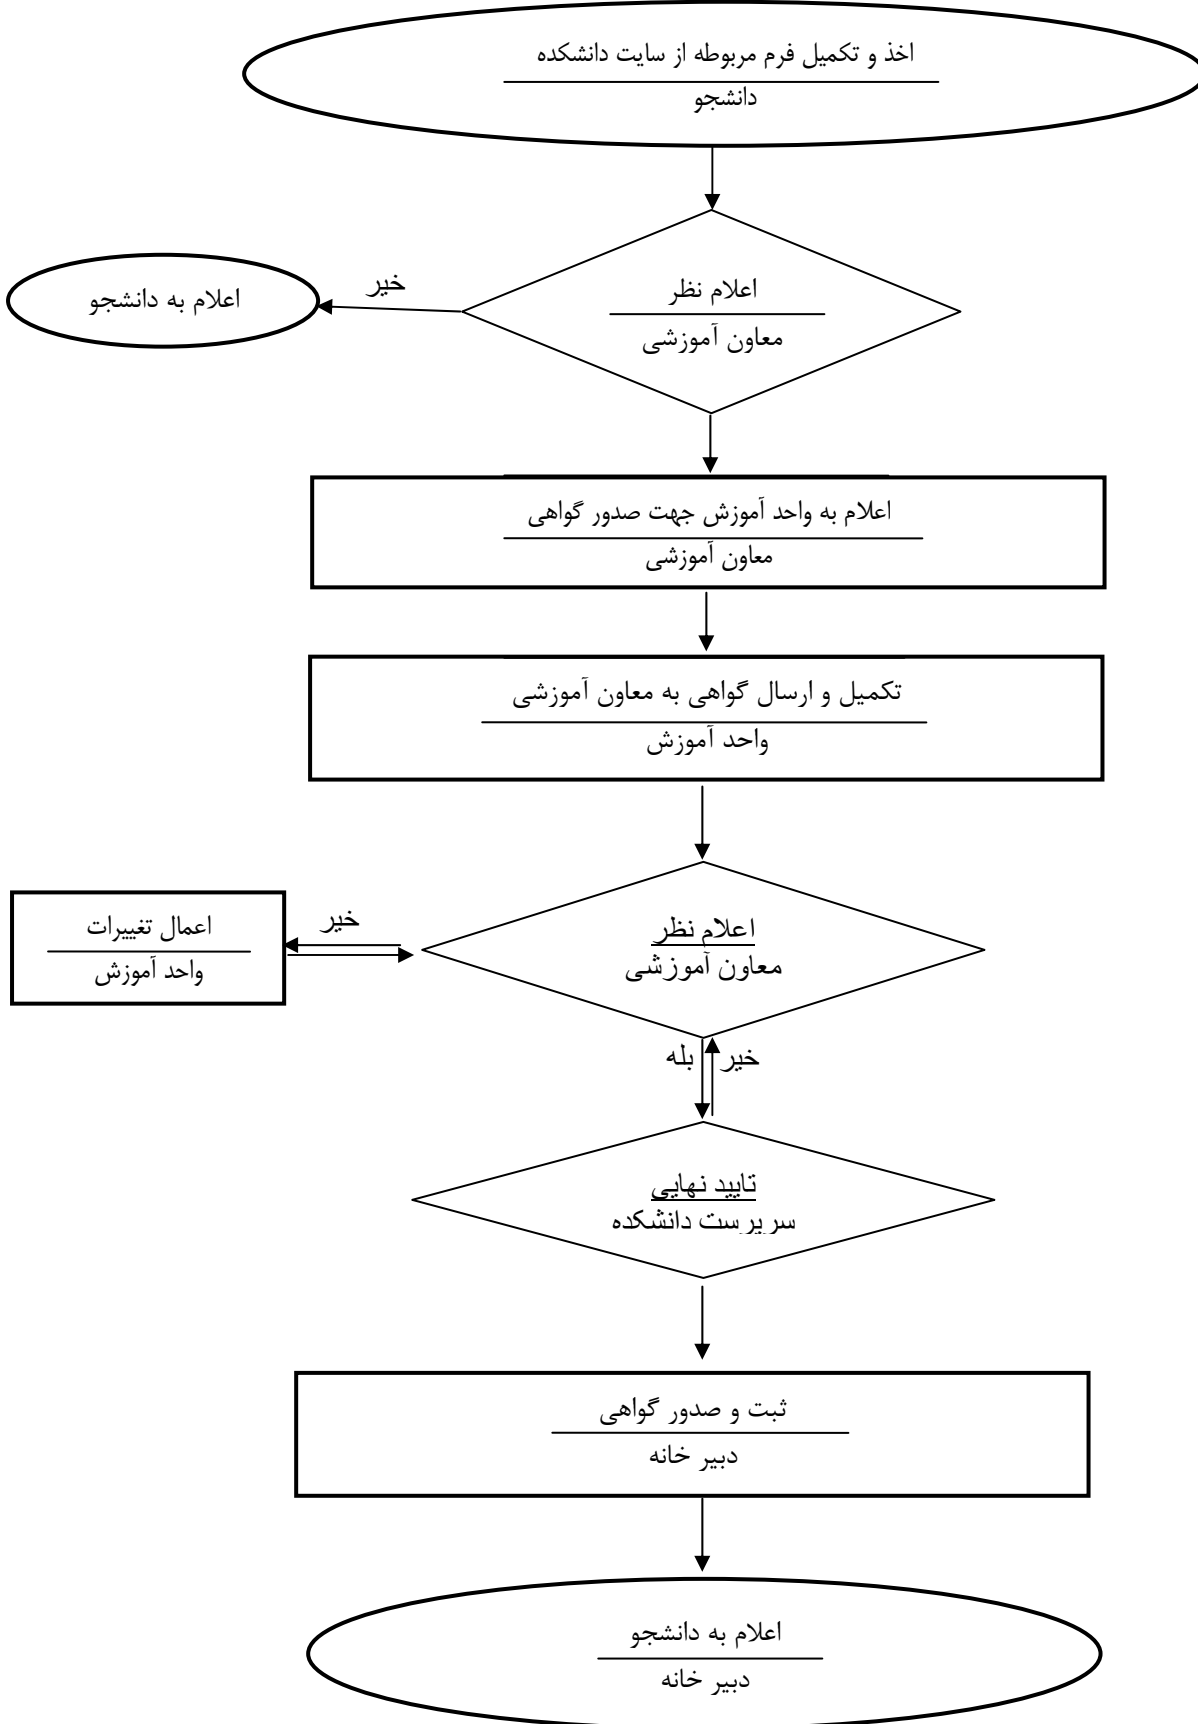 اخذ و تکمیل فرم مربوطه از سایت دانشکده
دانشجو
اعلام نظر
معاون آموزشی
خیر
اعلام به دانشجو
اعلام به واحد آموزش جهت صدور گواهی
معاون آموزشی
تکمیل و ارسال گواهی به معاون آموزشی
واحد آموزش
اعلام نظر
معاون آموزشی
خیر
اعمال تغییرات
واحد آموزش
خیر
بله
تایید نهایی
سرپرست دانشکده
ثبت و صدور گواهی
دبیر خانه
اعلام به دانشجو
دبیر خانه